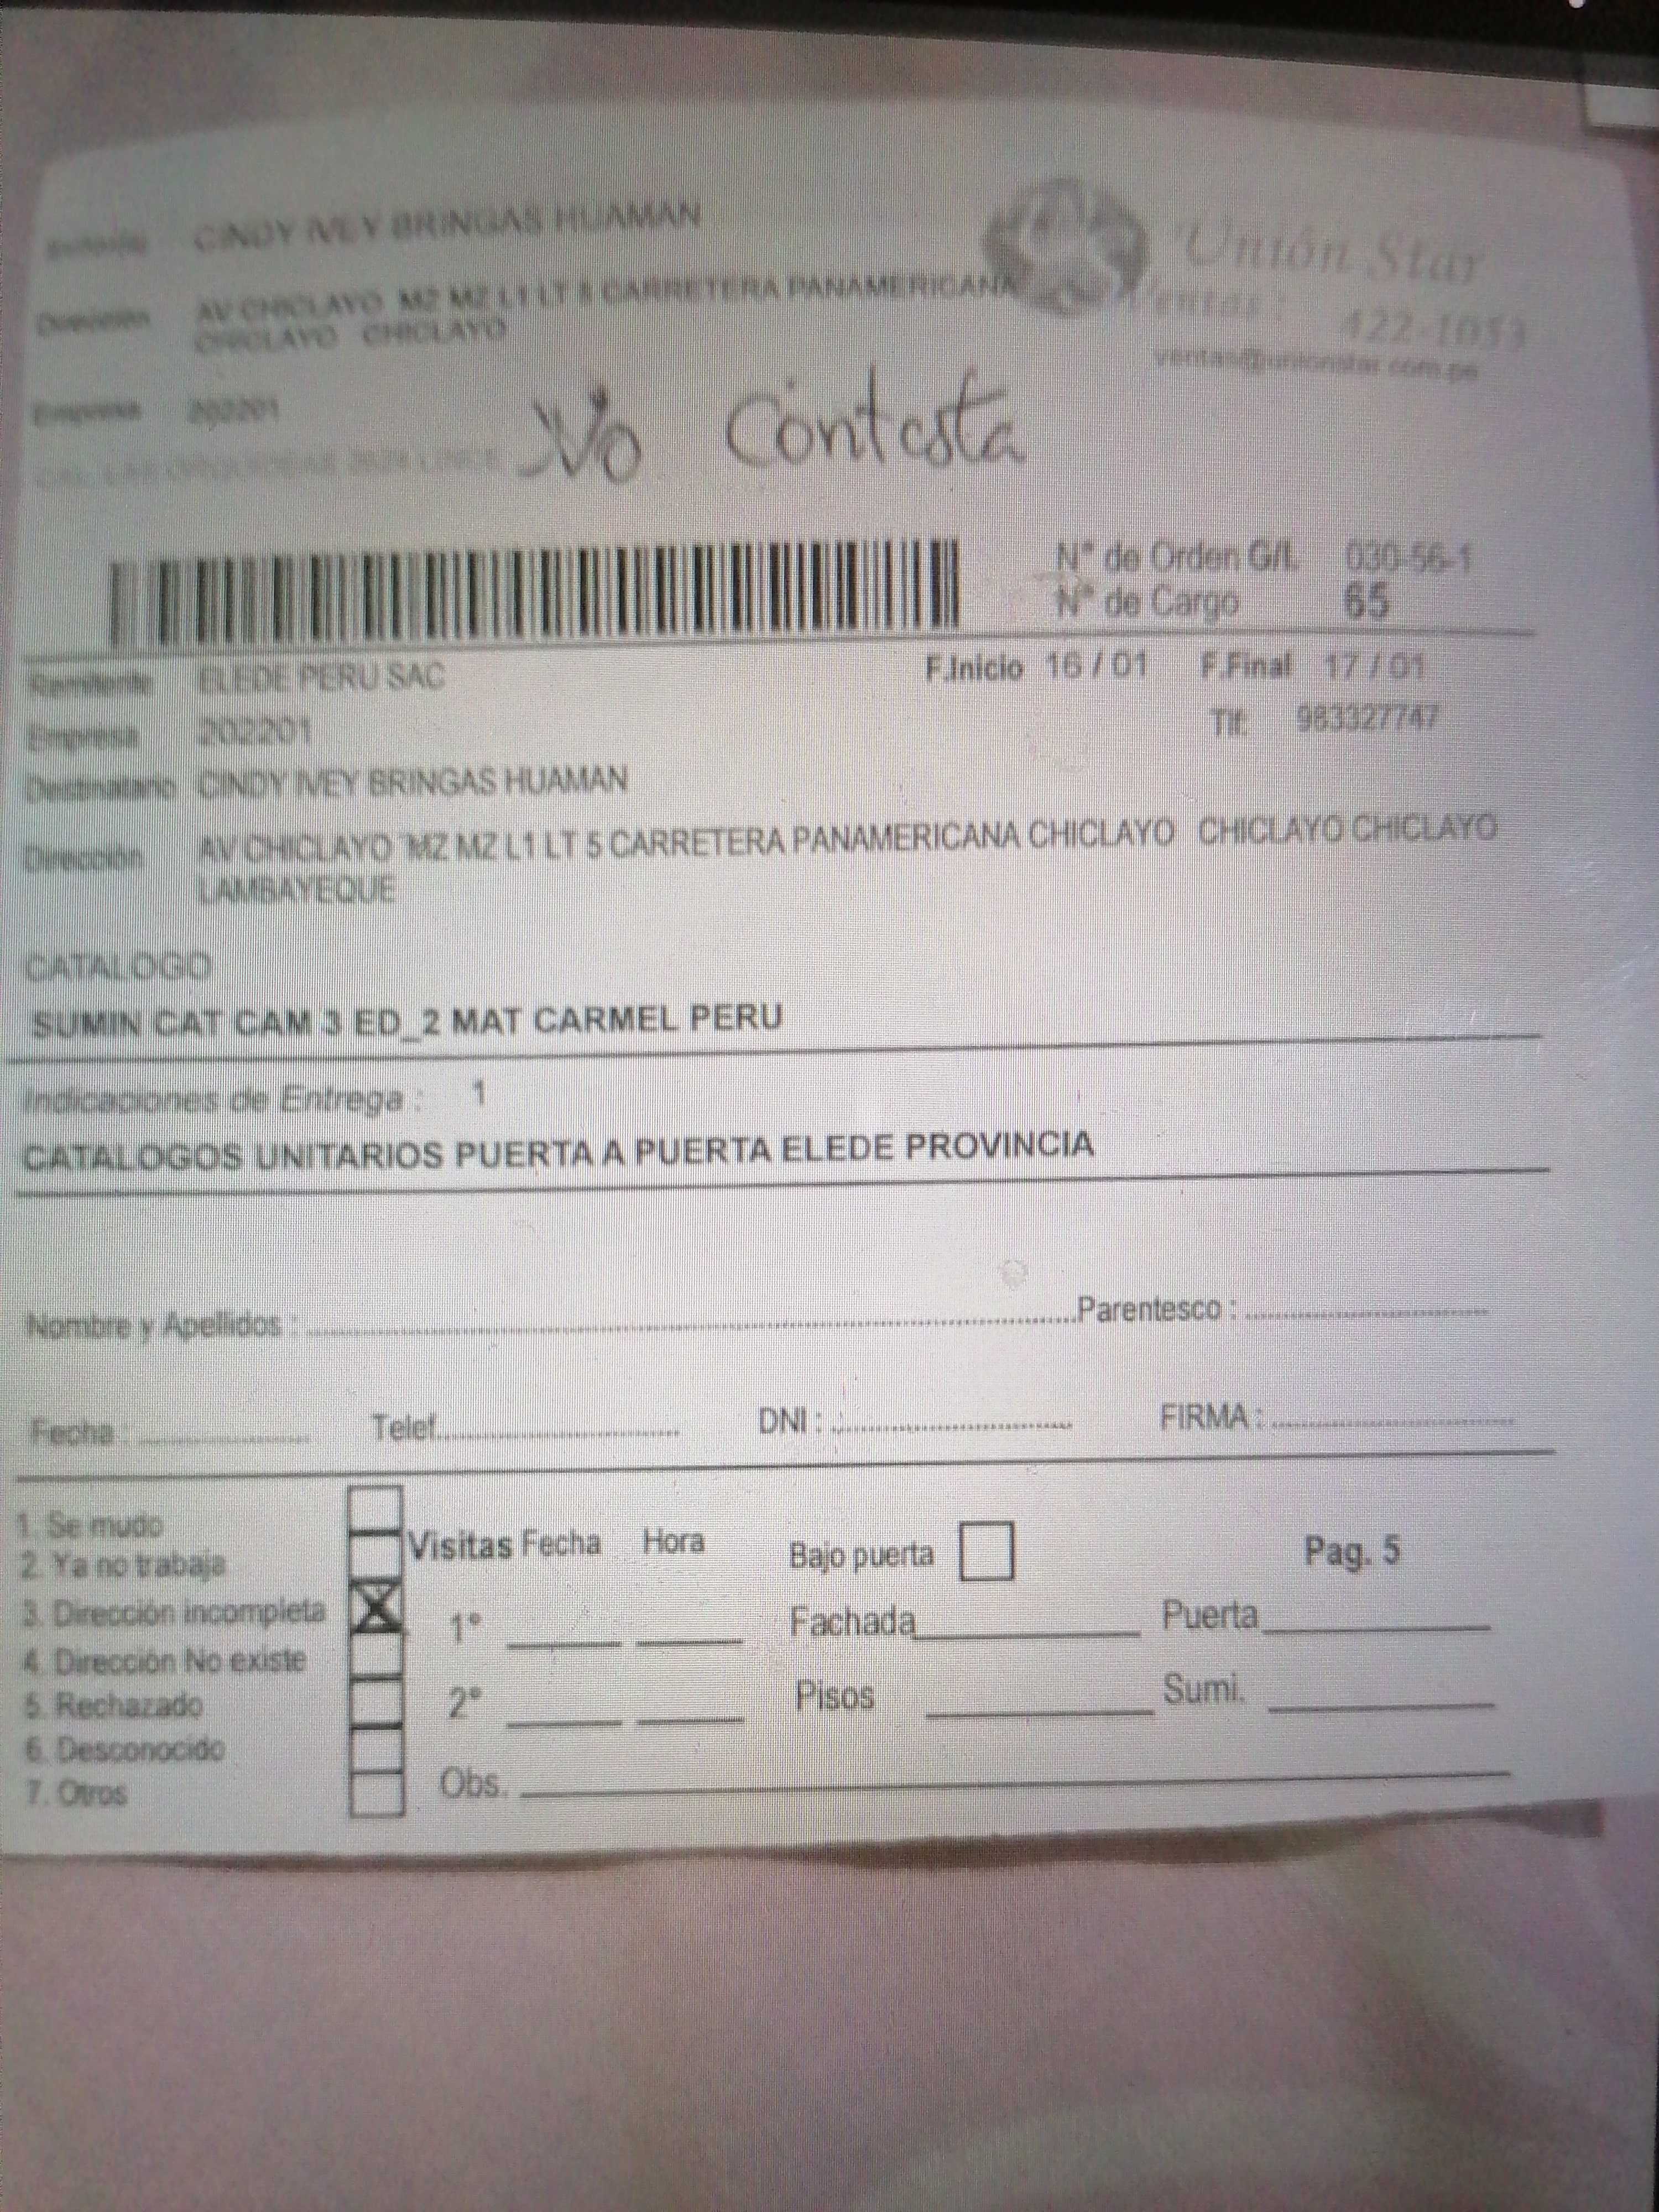 CINDY IVEY BRINGAS HUAMAN
Unión Star
Dirección AV CHICLAYO MZ MZ L1 LT 5 CARRETERA PANAMERICANA
CHICLAYO CHICLAYO
Ventas : 422-1053
ventas@unionstar.com.pe
Empresa 202201
No Contesta
N° de Orden G/L 030-56-1
N° de Cargo 65
Remitente ELEDE PERU SAC F.Inicio 16 / 01 F.Final 17 / 01
Empresa 202201 Tlf: 983327747
Destinatario CINDY IVEY BRINGAS HUAMAN
Dirección AV CHICLAYO MZ MZ L1 LT 5 CARRETERA PANAMERICANA CHICLAYO CHICLAYO CHICLAYO
LAMBAYEQUE
CATALOGO
SUMIN CAT CAM 3 ED_2 MAT CARMEL PERU
Indicaciones de Entrega : 1
CATALOGOS UNITARIOS PUERTA A PUERTA ELEDE PROVINCIA
Nombre y Apellidos : Parentesco :
Fecha : Telef. DNI : FIRMA :
1. Se mudo
2. Ya no trabaja
3. Dirección incompleta X
4. Dirección No existe
5. Rechazado
6. Desconocido
7. Otros
Visitas Fecha Hora Bajo puerta Pag. 5
1° Fachada Puerta
2° Pisos Sumi.
Obs.